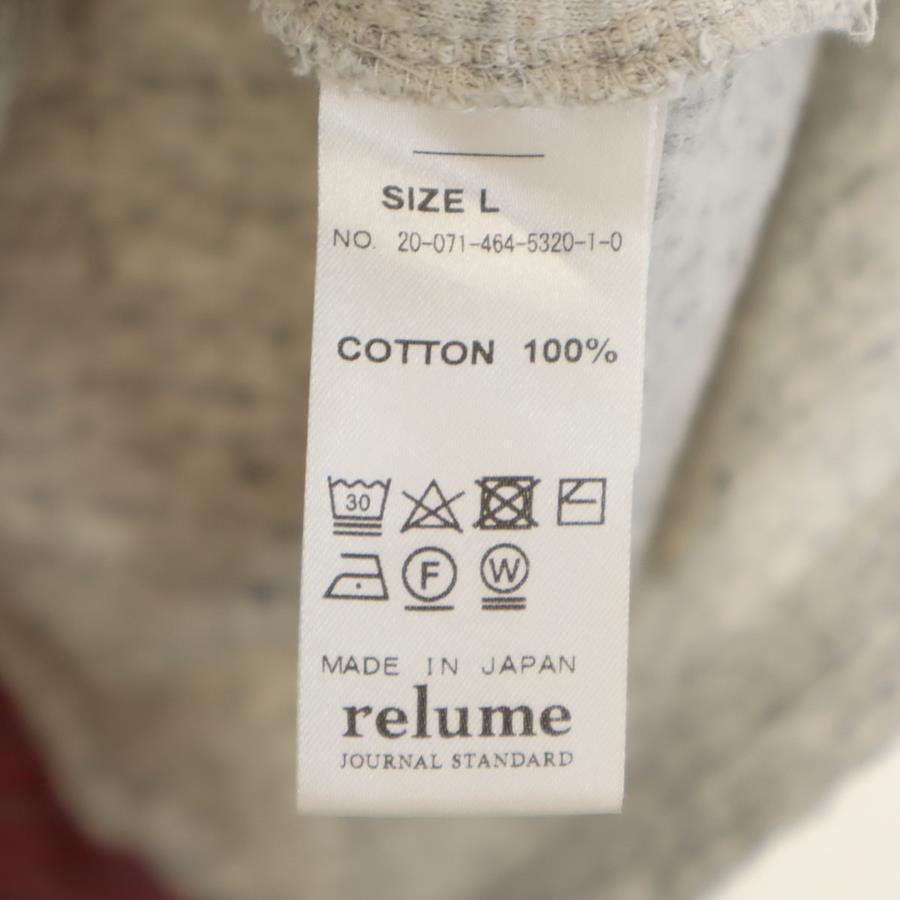 SIZE L
NO. 20-071-464-5320-1-0
COTTON 100%
30
F W
MADE IN JAPAN
relume
JOURNAL STANDARD